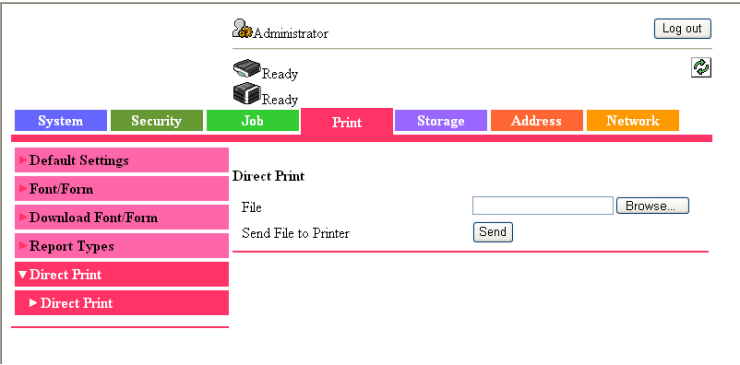 Administrator
Log out
Ready
Ready
System Security Job Print Storage Address Network
Default Settings
Font/Form
Download Font/Form
Report Types
Direct Print
Direct Print
Direct Print
File Browse...
Send File to Printer Send